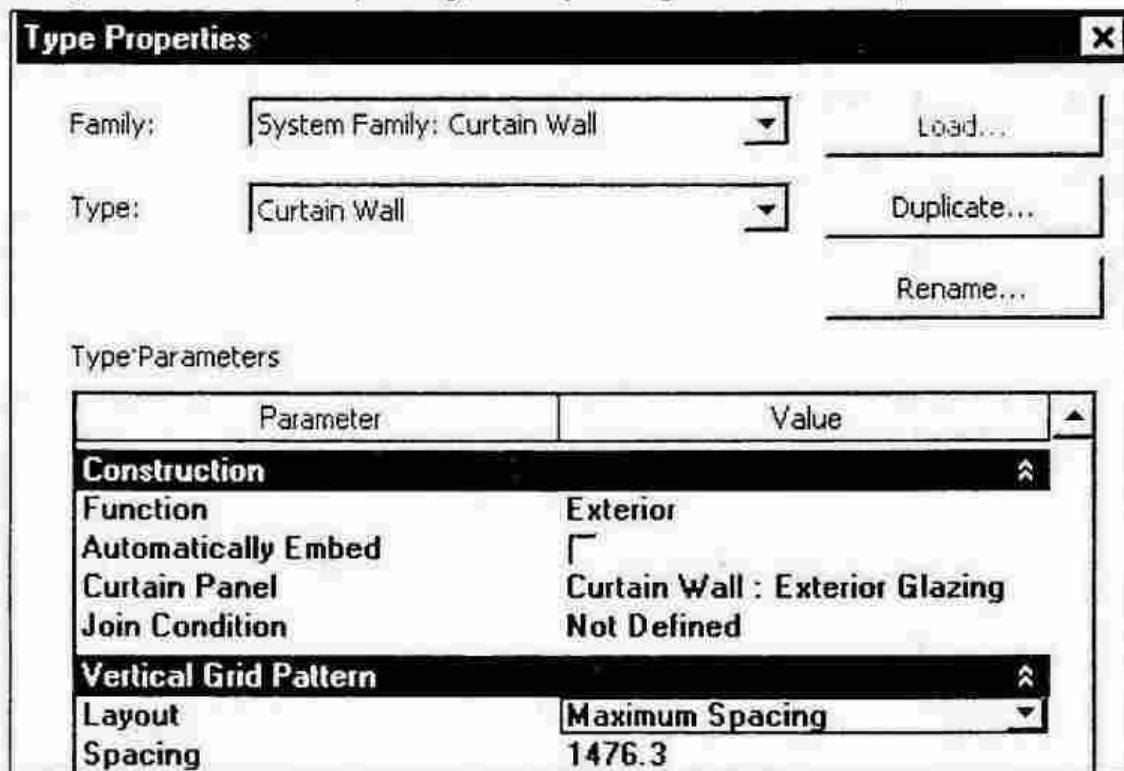 Type Properties
Family: System Family: Curtain Wall Load...
Type: Curtain Wall Duplicate...
Rename...
Type Parameters
Parameter Value
Construction
Function Exterior
Automatically Embed
Curtain Panel Curtain Wall : Exterior Glazing
Join Condition Not Defined
Vertical Grid Pattern
Layout Maximum Spacing
Spacing 1476.3